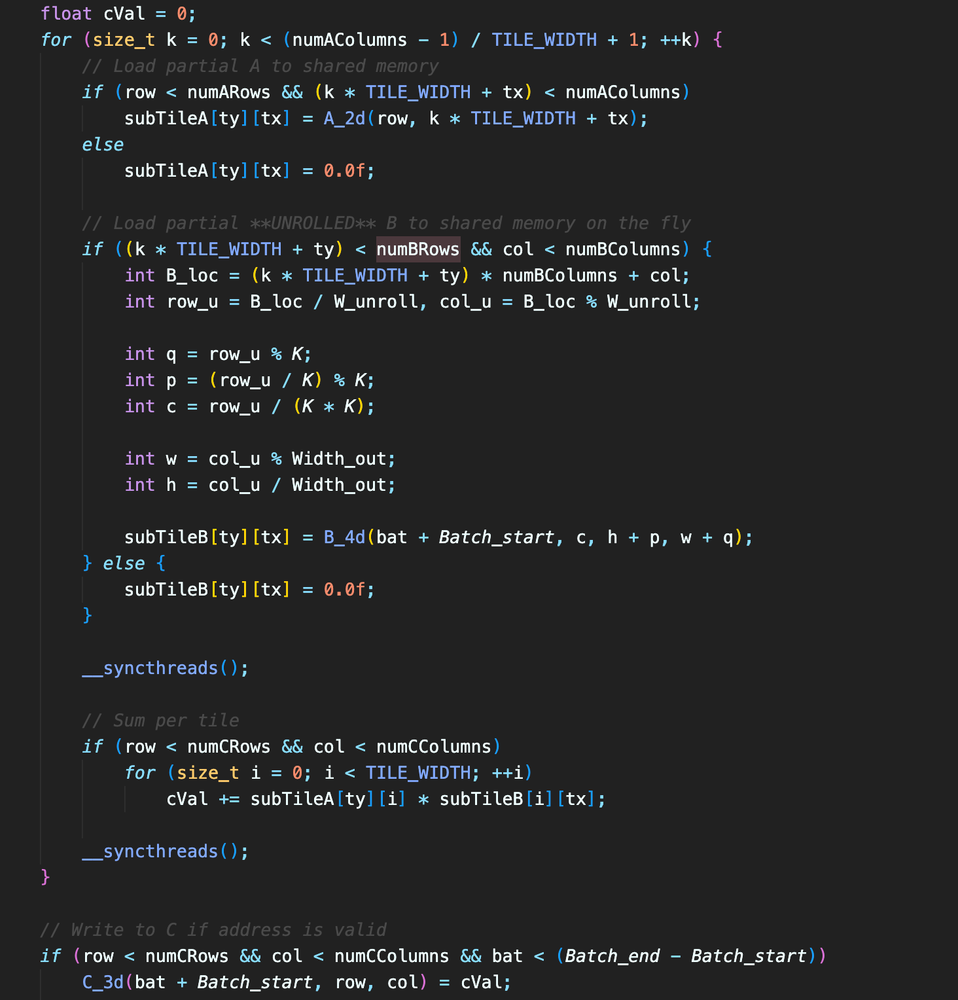 float cVal = 0;
for (size_t k = 0; k < (numAColumns - 1) / TILE_WIDTH + 1; ++k) {
// Load partial A to shared memory
if (row < numARows && (k * TILE_WIDTH + tx) < numAColumns)
subTileA[ty][tx] = A_2d(row, k * TILE_WIDTH + tx);
else
subTileA[ty][tx] = 0.0f;
// Load partial **UNROLLED** B to shared memory on the fly
if ((k * TILE_WIDTH + ty) < numBRows && col < numBColumns) {
int B_loc = (k * TILE_WIDTH + ty) * numBColumns + col;
int row_u = B_loc / W_unroll, col_u = B_loc % W_unroll;
int q = row_u % K;
int p = (row_u / K) % K;
int c = row_u / (K * K);
int w = col_u % Width_out;
int h = col_u / Width_out;
subTileB[ty][tx] = B_4d(bat + Batch_start, c, h + p, w + q);
} else {
subTileB[ty][tx] = 0.0f;
}
__syncthreads();
// Sum per tile
if (row < numCRows && col < numCColumns)
for (size_t i = 0; i < TILE_WIDTH; ++i)
cVal += subTileA[ty][i] * subTileB[i][tx];
__syncthreads();
}
// Write to C if address is valid
if (row < numCRows && col < numCColumns && bat < (Batch_end - Batch_start))
C_3d(bat + Batch_start, row, col) = cVal;